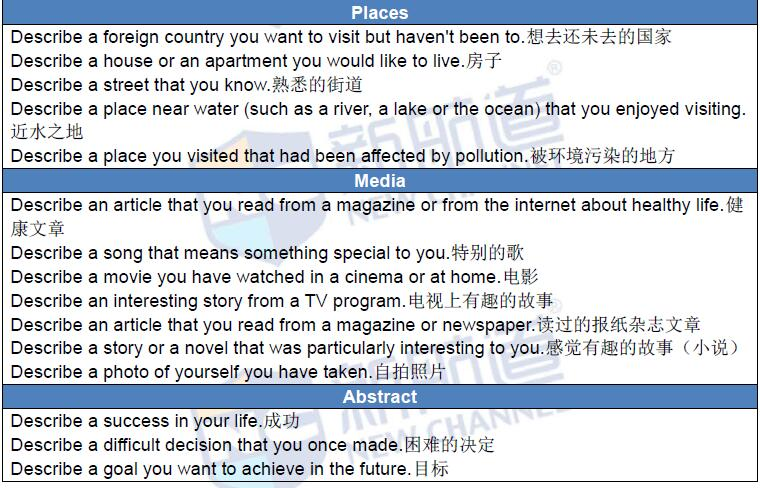 Places
Describe a foreign country you want to visit but haven't been to.想去还未去的国家
Describe a house or an apartment you would like to live.房子
Describe a street that you know.熟悉的街道
Describe a place near water (such as a river, a lake or the ocean) that you enjoyed visiting.
近水之地
Describe a place you visited that had been affected by pollution.被环境污染的地方
Media
Describe an article that you read from a magazine or from the internet about healthy life.健
康文章
Describe a song that means something special to you.特别的歌
Describe a movie you have watched in a cinema or at home.电影
Describe an interesting story from a TV program.电视上有趣的故事
Describe an article that you read from a magazine or newspaper.读过的报纸杂志文章
Describe a story or a novel that was particularly interesting to you.感觉有趣的故事（小说）
Describe a photo of yourself you have taken.自拍照片
Abstract
Describe a success in your life.成功
Describe a difficult decision that you once made.困难的决定
Describe a goal you want to achieve in the future.目标
新航道®
NEW CHANNEL
新航道®
NEW CHANNEL